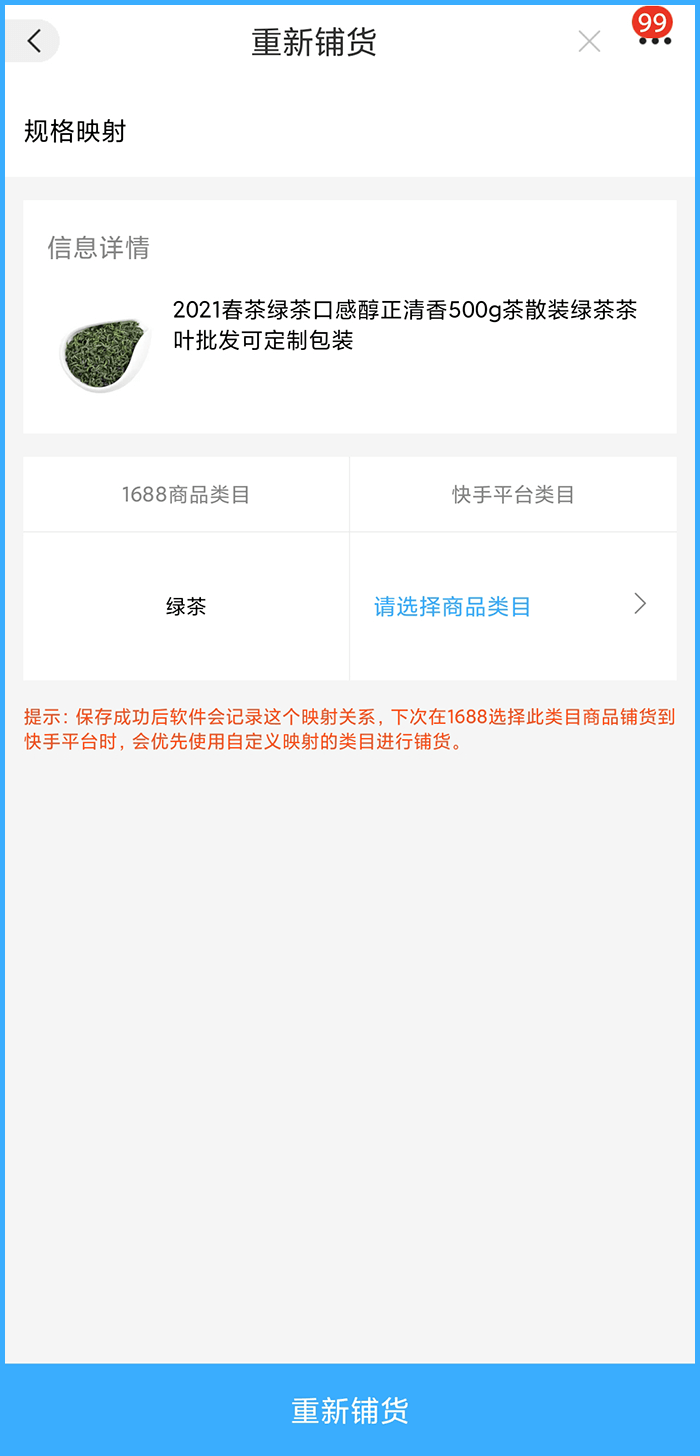 重新铺货
99
规格映射
信息详情
2021春茶绿茶口感醇正清香500g茶散装绿茶茶
叶批发可定制包装
1688商品类目
快手平台类目
绿茶
请选择商品类目
提示: 保存成功后软件会记录这个映射关系, 下次在1688选择此类目商品铺货到
快手平台时, 会优先使用自定义映射的类目进行铺货。
重新铺货